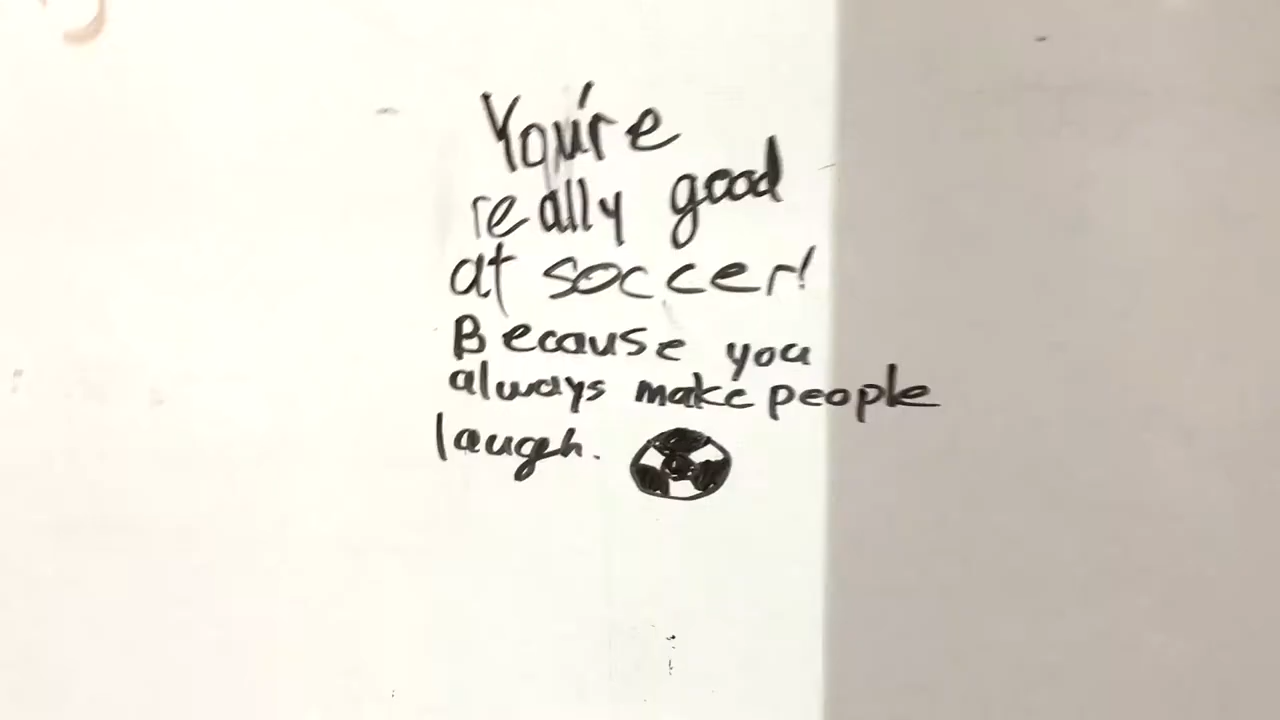 You're
really good
at soccer!
Because you
always make people
laugh.